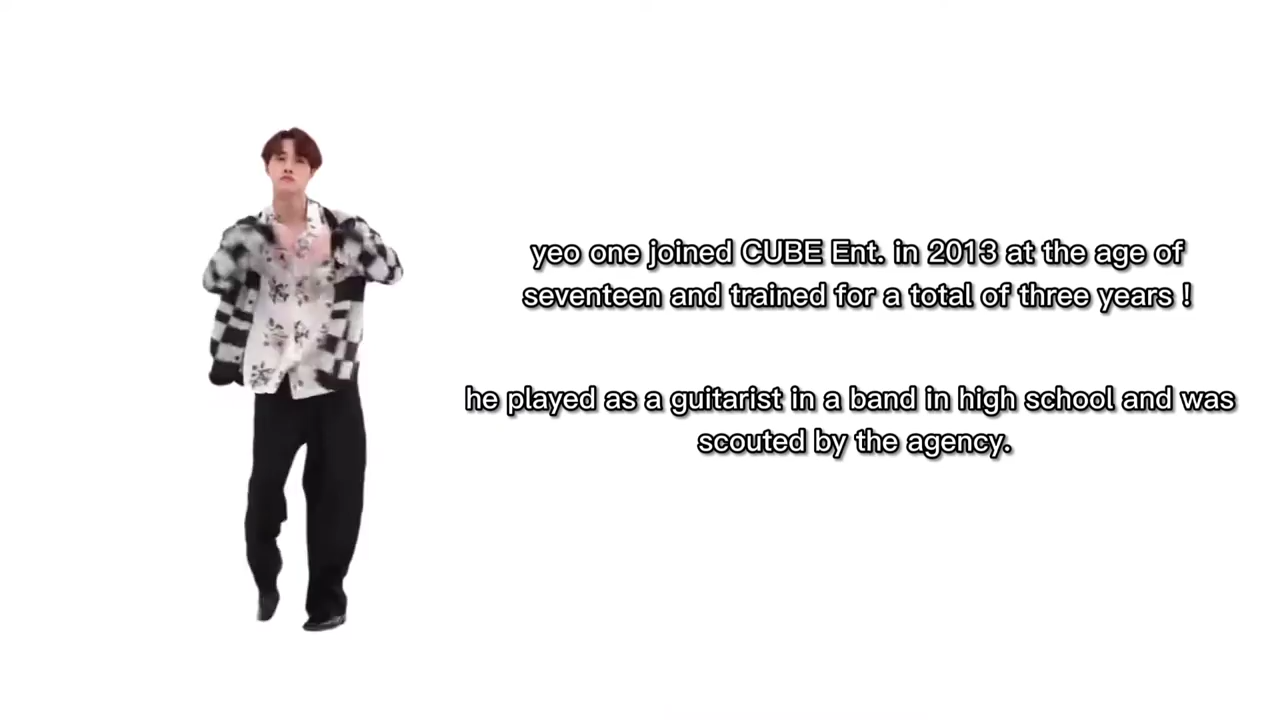 yeo one joined CUBE Ent. in 2013 at the age of
seventeen and trained for a total of three years !
he played as a guitarist in a band in high school and was
scouted by the agency.